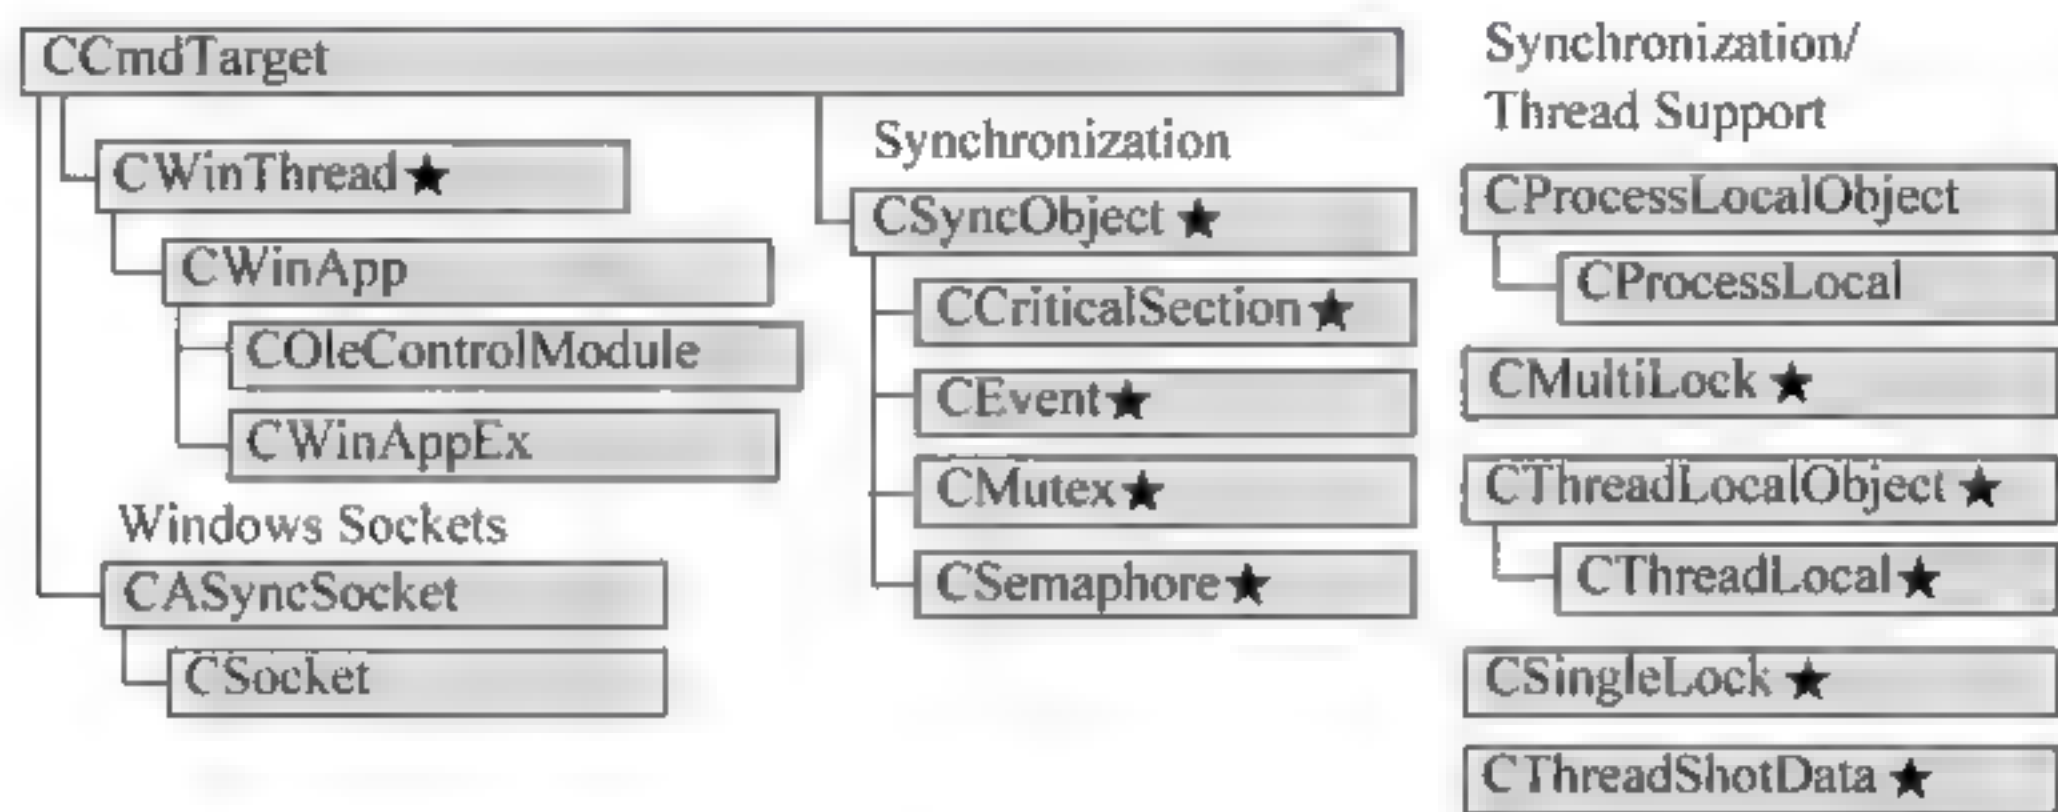 CCmdTarget
CWinThread★
CWinApp
COleControlModule
CWinAppEx
Windows Sockets
CASyncSocket
CSocket
Synchronization
CSyncObject ★
CCriticalSection★
CEvent★
CMutex★
CSemaphore★
Synchronization/
Thread Support
CProcessLocalObject
CProcessLocal
CMultiLock ★
CThreadLocalObject ★
CThreadLocal★
CSingleLock ★
CThreadShotData ★